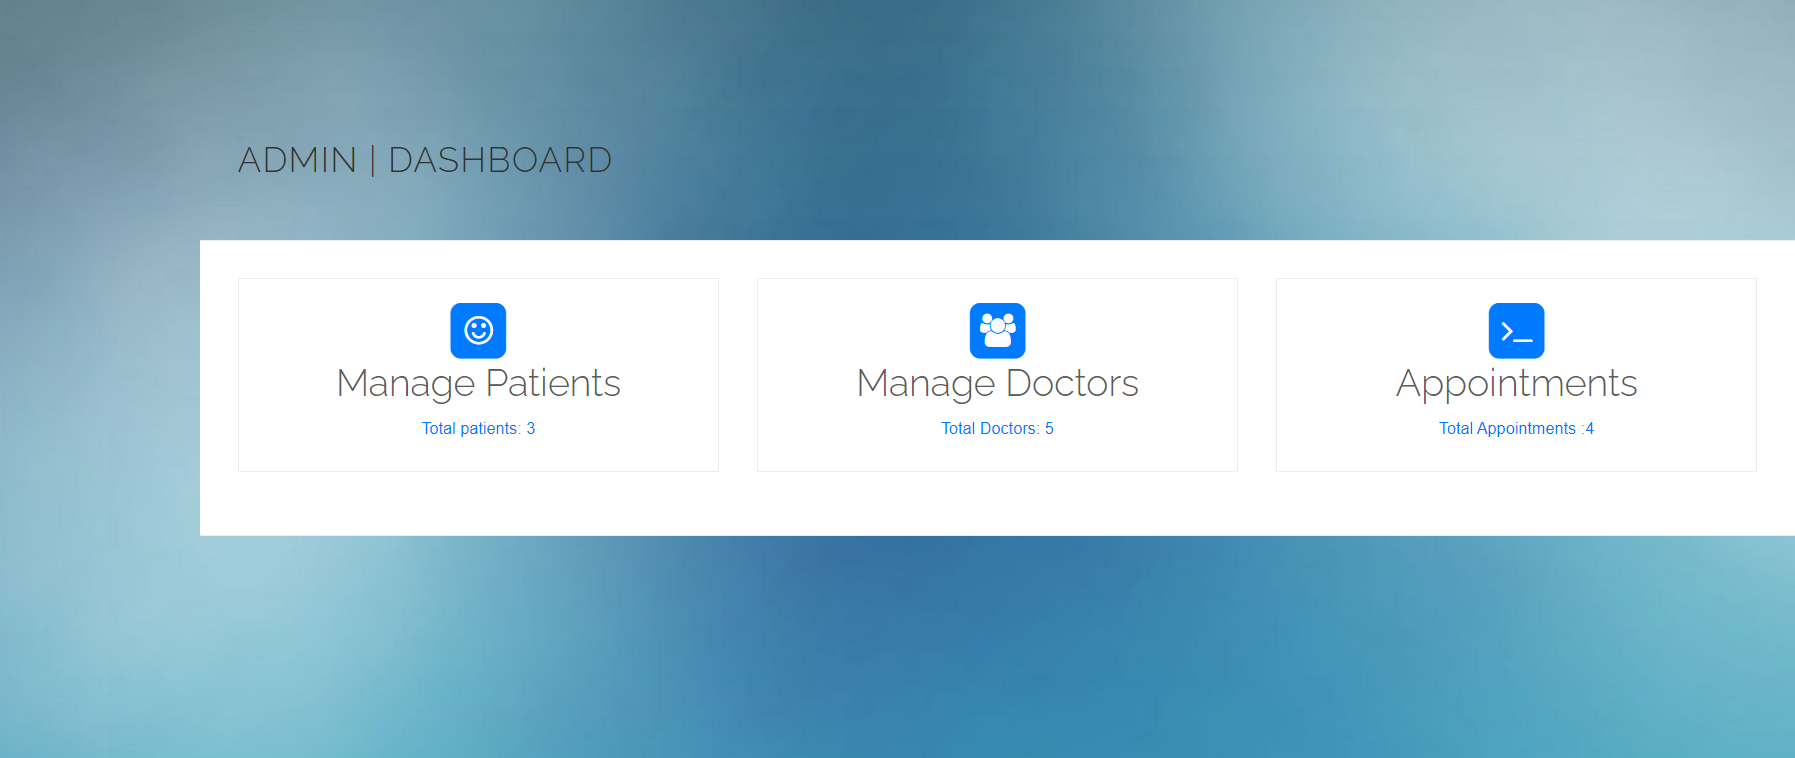 ADMIN | DASHBOARD
Manage Patients
Total patients: 3
Manage Doctors
Total Doctors: 5
Appointments
Total Appointments :4